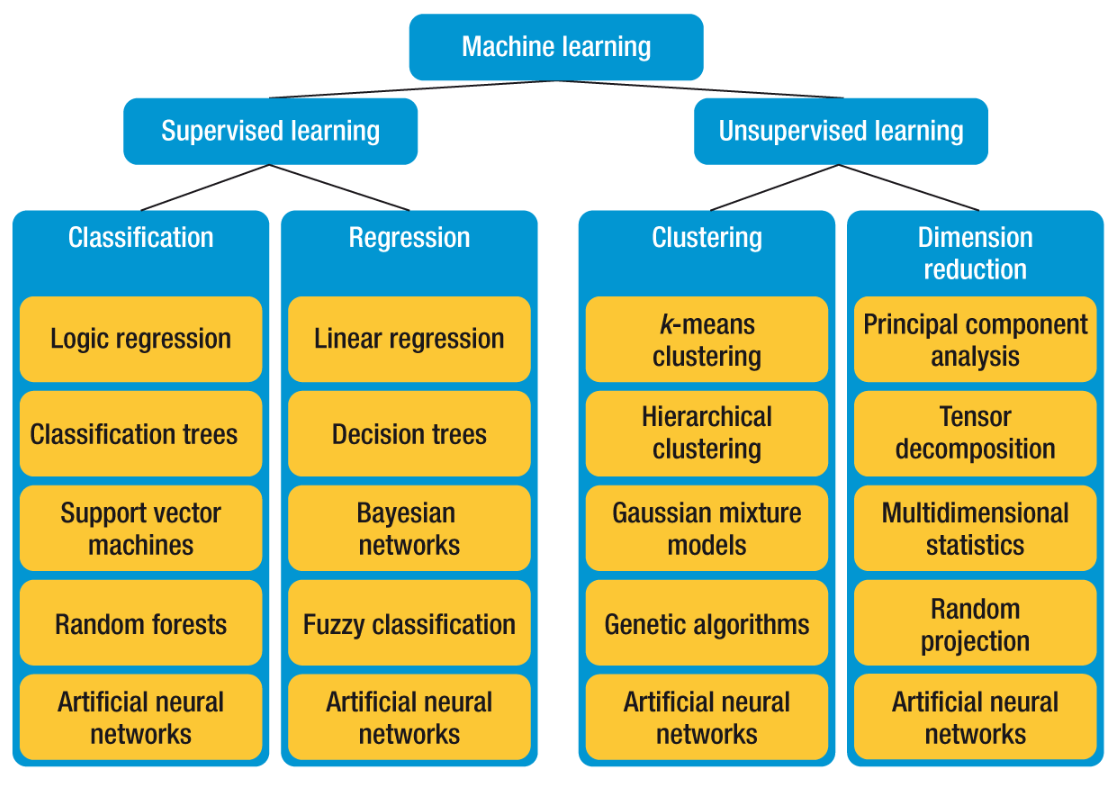 Machine learning
Supervised learning
Unsupervised learning
Classification
Logic regression
Classification trees
Support vector
machines
Random forests
Artificial neural
networks
Regression
Linear regression
Decision trees
Bayesian
networks
Fuzzy classification
Artificial neural
networks
Clustering
k-means
clustering
Hierarchical
clustering
Gaussian mixture
models
Genetic algorithms
Artificial neural
networks
Dimension
reduction
Principal component
analysis
Tensor
decomposition
Multidimensional
statistics
Random
projection
Artificial neural
networks